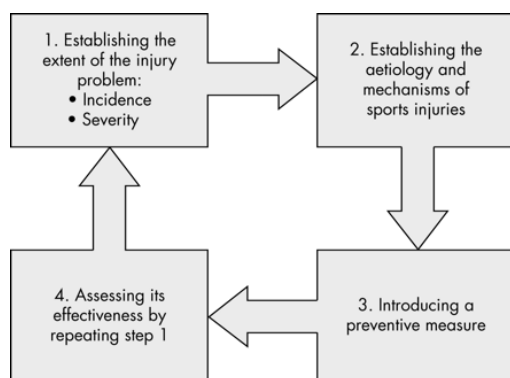 1. Establishing the
extent of the injury
problem:
• Incidence
• Severity
2. Establishing the
aetiology and
mechanisms of
sports injuries
3. Introducing a
preventive measure
4. Assessing its
effectiveness by
repeating step 1